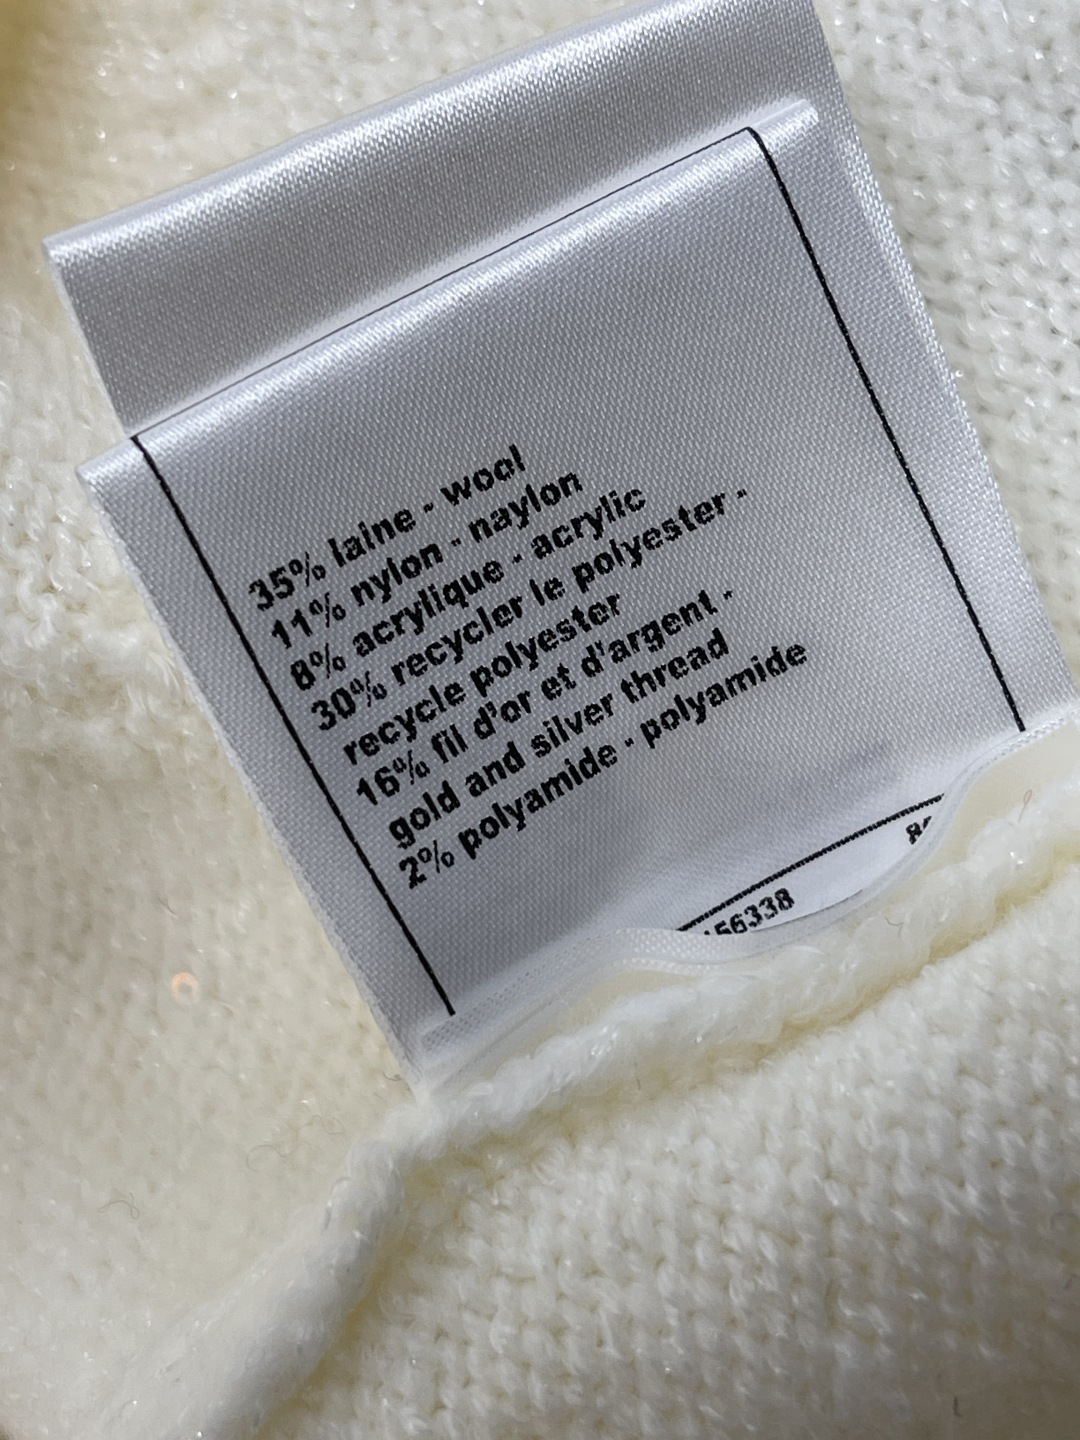 35% laine - wool
11% nylon - naylon
8% acrylique - acrylic
30% recycler le polyester -
recycle polyester
16% fil d'or et d'argent -
gold and silver thread
2% polyamide - polyamide
56338